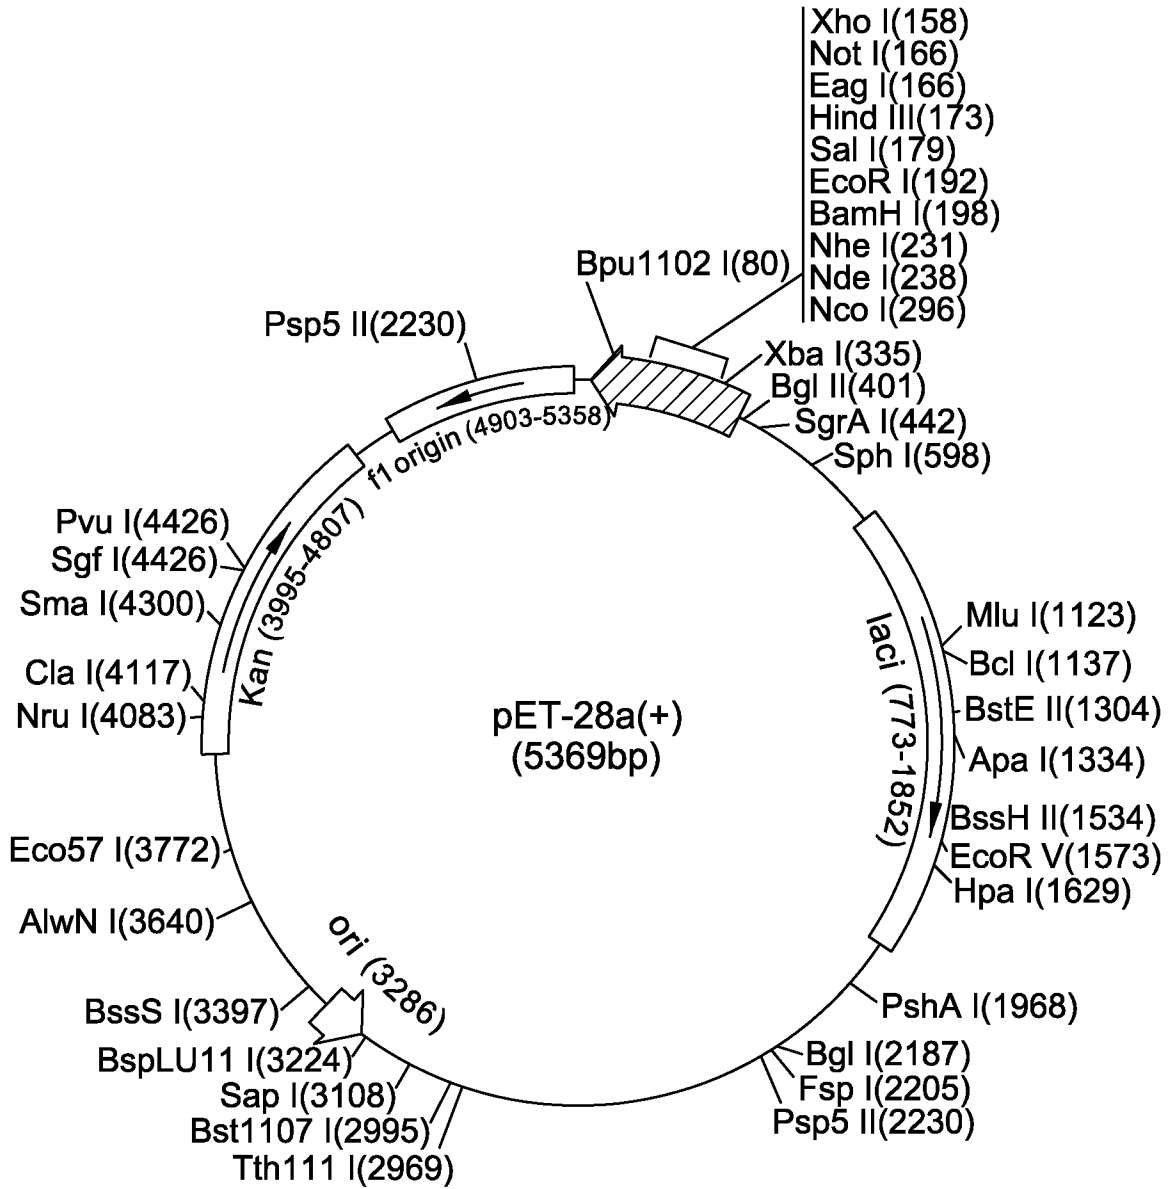 Xho I(158)
Not I(166)
Eag I(166)
Hind III(173)
Sal I(179)
EcoR I(192)
BamH I(198)
Nhe I(231)
Nde I(238)
Nco I(296)
Bpu1102 I(80)
Psp5 II(2230)
Xba I(335)
Bgl II(401)
SgrA I(442)
Sph I(598)
f1 origin (4903-5358)
Pvu I(4426)
Sgf I(4426)
Sma I(4300)
Cla I(4117)
Nru I(4083)
Kan (3995-4807)
laci (773-1852)
Mlu I(1123)
Bcl I(1137)
BstE II(1304)
Apa I(1334)
BssH II(1534)
EcoR V(1573)
Hpa I(1629)
pET-28a(+)
(5369bp)
Eco57 I(3772)
AlwN I(3640)
ori (3286)
BssS I(3397)
BspLU11 I(3224)
Sap I(3108)
Bst1107 I(2995)
Tth111 I(2969)
PshA I(1968)
Bgl I(2187)
Fsp I(2205)
Psp5 II(2230)